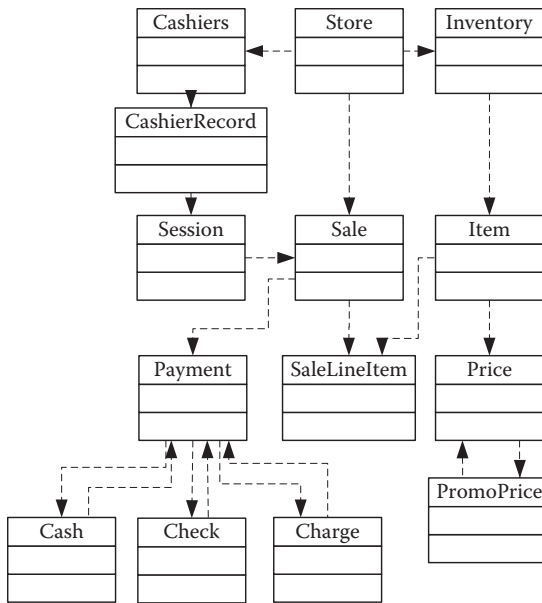 Cashiers
Store
Inventory
CashierRecord
Session
Sale
Item
Payment
SaleLineItem
Price
PromoPrice
Cash
Check
Charge